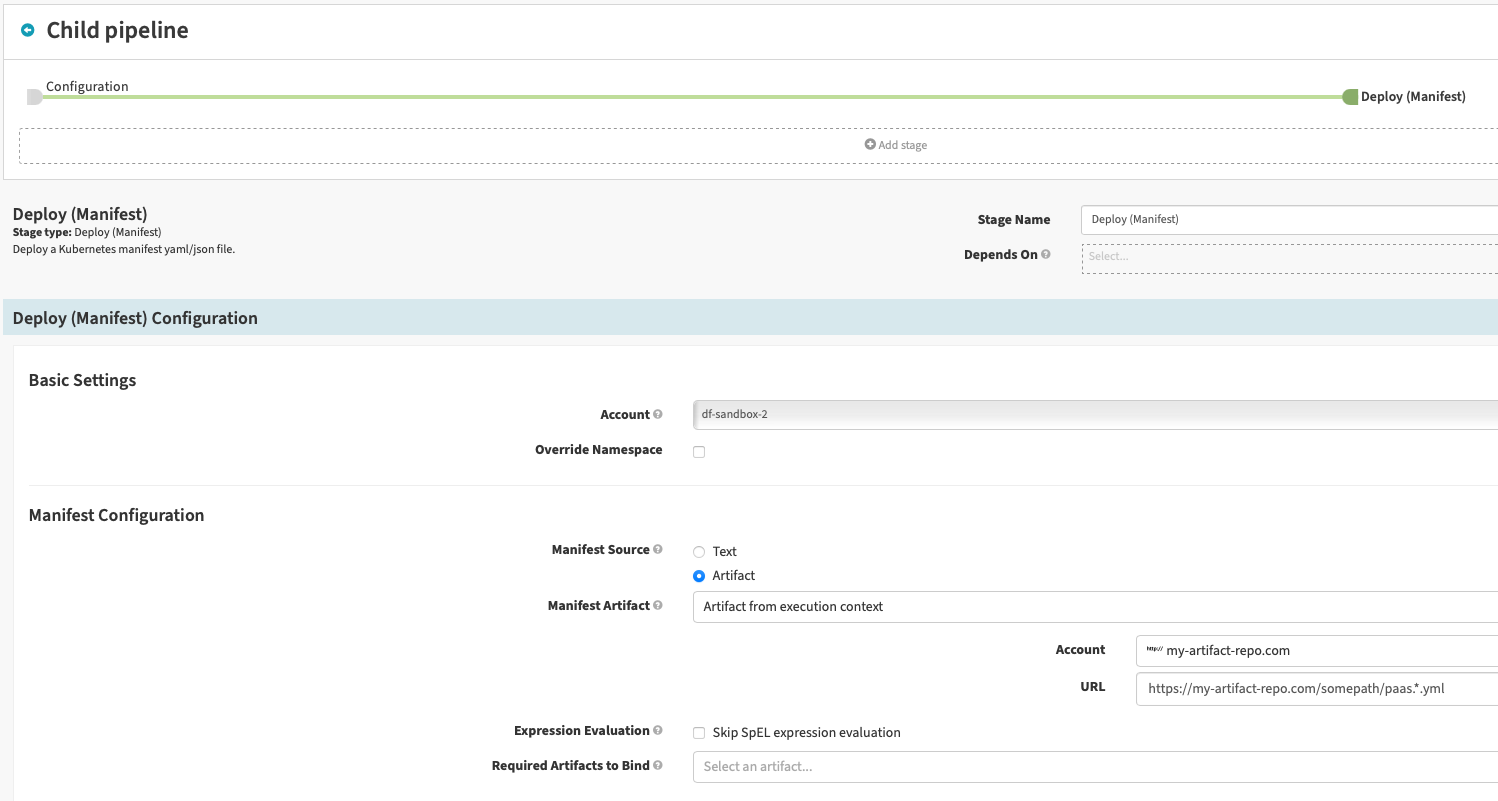 Child pipeline
Configuration
Deploy (Manifest)
Add stage
Deploy (Manifest)
Stage type: Deploy (Manifest)
Deploy a Kubernetes manifest yaml/json file.
Stage Name
Deploy (Manifest)
Depends On
Select...
Deploy (Manifest) Configuration
Basic Settings
Account
df-sandbox-2
Override Namespace
Manifest Configuration
Manifest Source
Text
Artifact
Manifest Artifact
Artifact from execution context
Account
http:// my-artifact-repo.com
URL
https://my-artifact-repo.com/somepath/paas.*.yml
Expression Evaluation
Skip SpEL expression evaluation
Required Artifacts to Bind
Select an artifact...